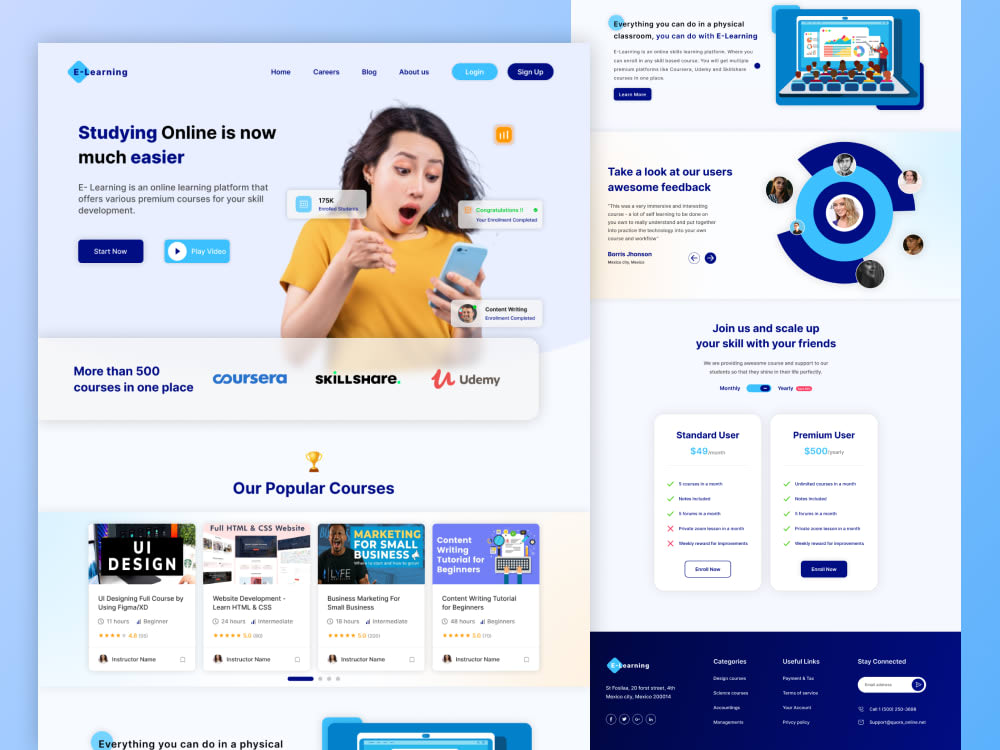 E-Learning
Home
Careers
Blog
About us
Login
Sign Up
Studying Online is now
much easier
E- Learning is an online learning platform that
offers various premium courses for your skill
development.
Start Now
Play Video
175K
Enrolled Students
Congratulations !!
Your Enrollment Completed
Content Writing
Enrollment Completed
More than 500
courses in one place
coursera
SKILLSHARE.
Udemy
Our Popular Courses
UI
DESIGN
UI Designing Full Course by
Using Figma/XD
11 hours
Beginner
4.8
Instructor Name
Full HTML & CSS Website
Website Development -
Learn HTML & CSS
24 hours
Intermediate
5.0
Instructor Name
MARKETING
FOR SMALL
BUSINESS
Where to start and how to grow!
LYFE
Business Marketing For
Small Business
18 hours
Intermediate
5.0
Instructor Name
Content
Writing
Tutorial for
Beginners
Content Writing Tutorial
for Beginners
48 hours
Beginners
5.0
Instructor Name
Everything you can do in a physical
Everything you can do in a physical
classroom, you can do with E-Learning
E-Learning is an online skills learning platform. Where you
can enroll in any skill based course. You will get multiple
premium platforms like Coursera, Udemy and Skillshare
courses in one place.
Learn More
Take a look at our users
awesome feedback
"This was a very immersive and interesting
course - a lot of self learning to be done on
you own to really understand and put together
into practice the technology into your own
course and workflow"
Borris Jhonson
Mexico city, Mexico
Join us and scale up
your skill with your friends
We are providing awesome course and support to our
students so that they shine in their life perfectly.
Monthly
Yearly
Standard User
$49/month
5 courses in a month
Notes Included
5 forums in a month
Private zoom lesson in a month
Weekly reward for improvements
Enroll Now
Premium User
$500/yearly
Unlimited courses in a month
Notes Included
5 forums in a month
Private zoom lesson in a month
Weekly reward for improvements
Enroll Now
E-Learning
St Foslaa, 20 forst street, 4th
Mexico city, Mexico 200014
Categories
Design courses
Science courses
Accountings
Managements
Useful Links
Payment & Tax
Terms of service
Your Account
Privcy policy
Stay Connected
Email address
Call 1 (500) 250-3698
Support@quora_online.net